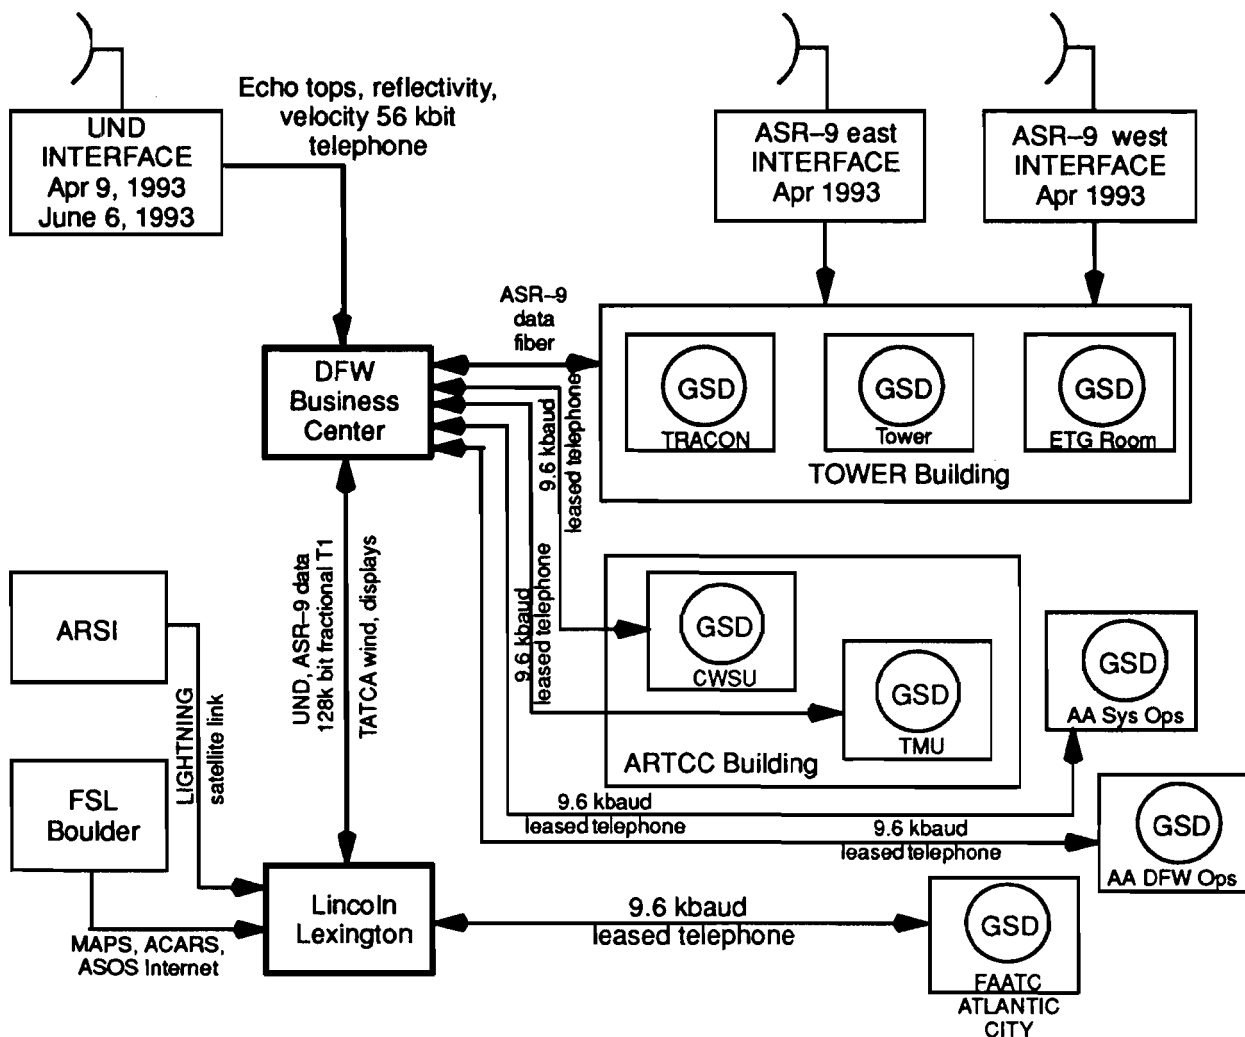 Echo tops, reflectivity,
velocity 56 kbit
telephone
UND
INTERFACE
Apr 9, 1993
June 6, 1993
ASR–9 east
INTERFACE
Apr 1993
ASR–9 west
INTERFACE
Apr 1993
ASR–9
data
fiber
DFW
Business
Center
GSD
TRACON
GSD
Tower
GSD
ETG Room
TOWER Building
9.6 kbaud
leased telephone
9.6 kbaud
leased telephone
UND, ASR–9 data
128k bit fractional T1
TATCA wind, displays
ARSI
LIGHTNING
satellite link
FSL
Boulder
GSD
CWSU
GSD
TMU
ARTCC Building
GSD
AA Sys Ops
9.6 kbaud
leased telephone
9.6 kbaud
leased telephone
GSD
AA DFW Ops
Lincoln
Lexington
MAPS, ACARS,
ASOS Internet
9.6 kbaud
leased telephone
GSD
FAATC
ATLANTIC
CITY